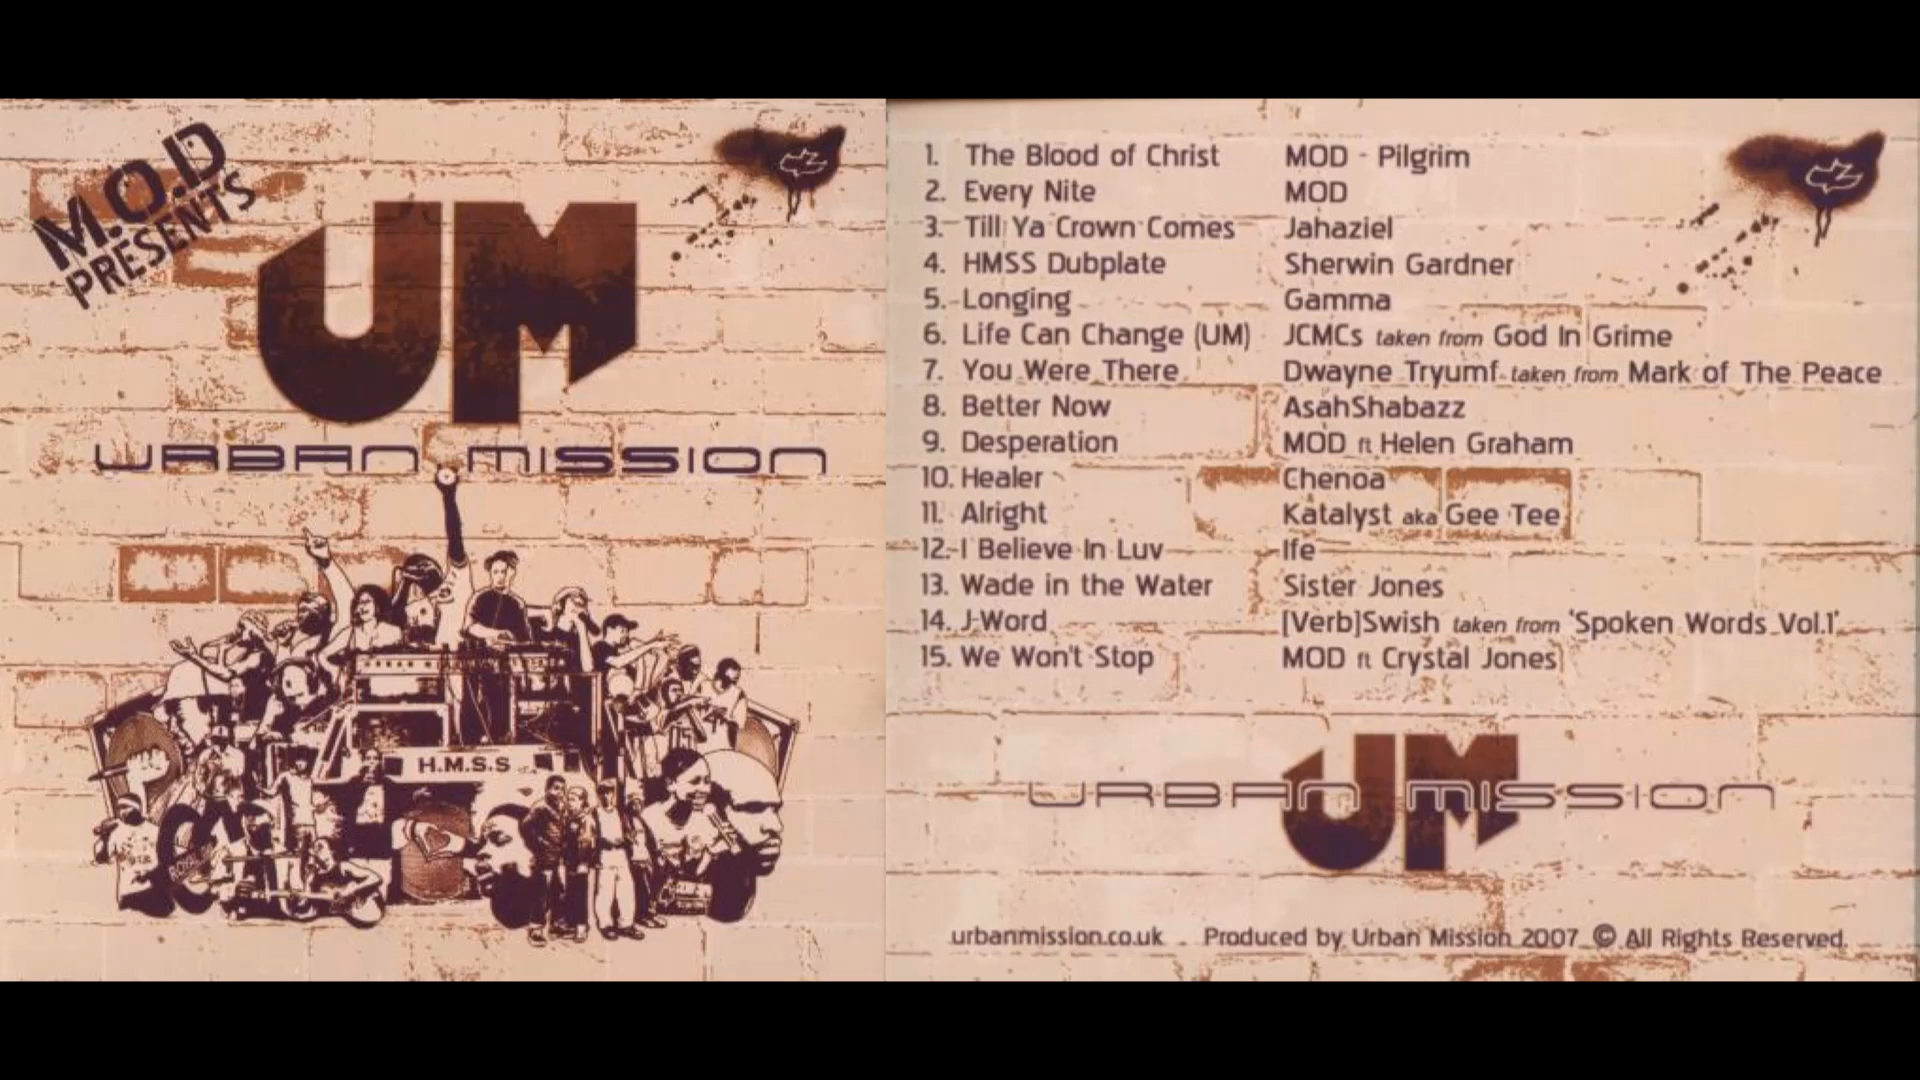 M.O.D
PRESENTS
UM
URBAN MISSION
H.M.S.S
1. The Blood of Christ MOD - Pilgrim
2. Every Nite MOD
3. Till Ya Crown Comes Jahaziel
4. HMSS Dubplate Sherwin Gardner
5. Longing Gamma
6. Life Can Change (UM) JCMCs taken from God In Grime
7. You Were There Dwayne Tryumf taken from Mark of The Peace
8. Better Now AsahShabazz
9. Desperation MOD ft Helen Graham
10. Healer Chenoa
11. Alright Katalyst aka Gee Tee
12. I Believe In Luv Ife
13. Wade in the Water Sister Jones
14. J-Word [Verb]Swish taken from 'Spoken Words Vol.1'
15. We Won't Stop MOD ft Crystal Jones
UM
URBAN MISSION
urbanmission.co.uk Produced by Urban Mission 2007 © All Rights Reserved.